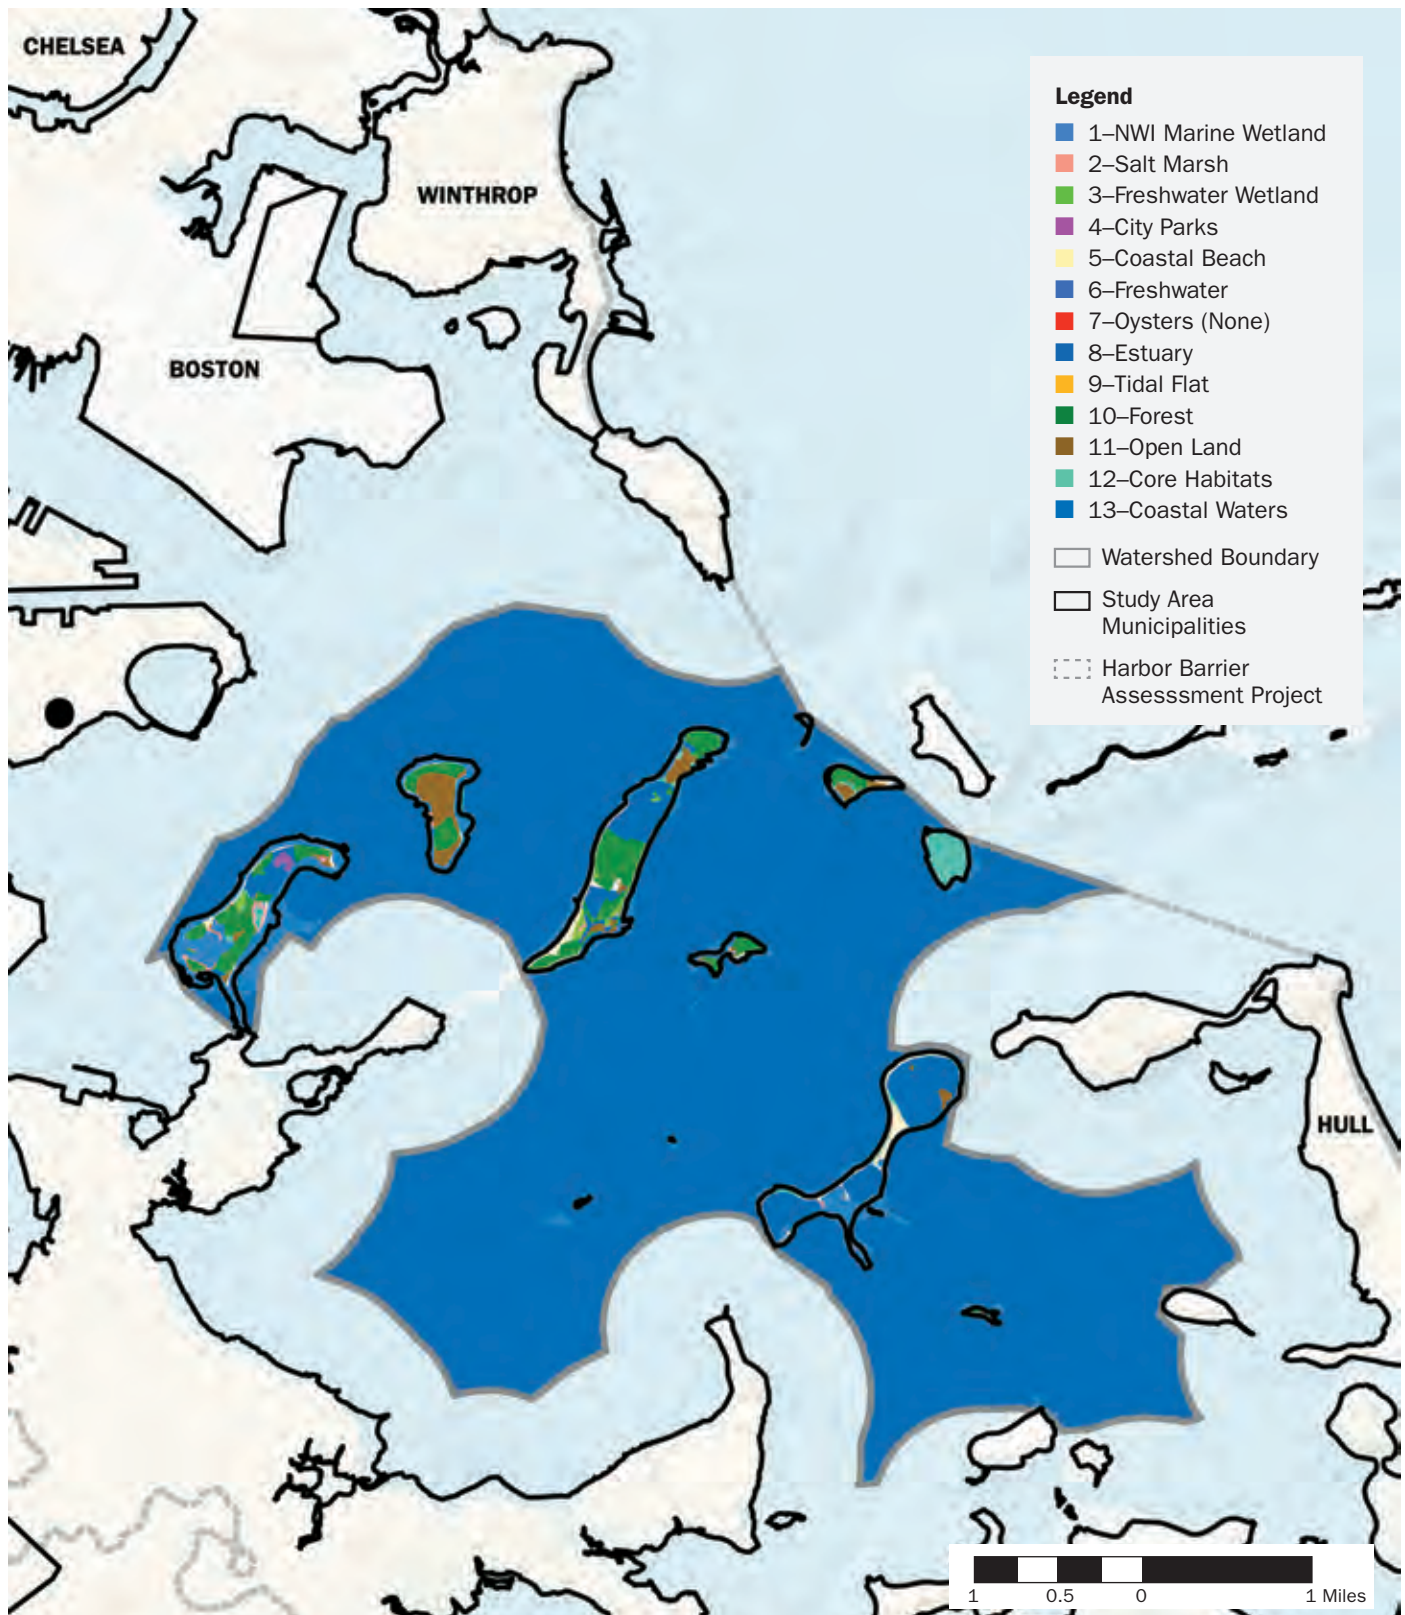 CHELSEA
WINTHROP
BOSTON
HULL
Legend
1–NWI Marine Wetland
2–Salt Marsh
3–Freshwater Wetland
4–City Parks
5–Coastal Beach
6–Freshwater
7–Oysters (None)
8–Estuary
9–Tidal Flat
10–Forest
11–Open Land
12–Core Habitats
13–Coastal Waters
Watershed Boundary
Study Area
Municipalities
Harbor Barrier
Assesssment Project
1 0.5 0 1 Miles